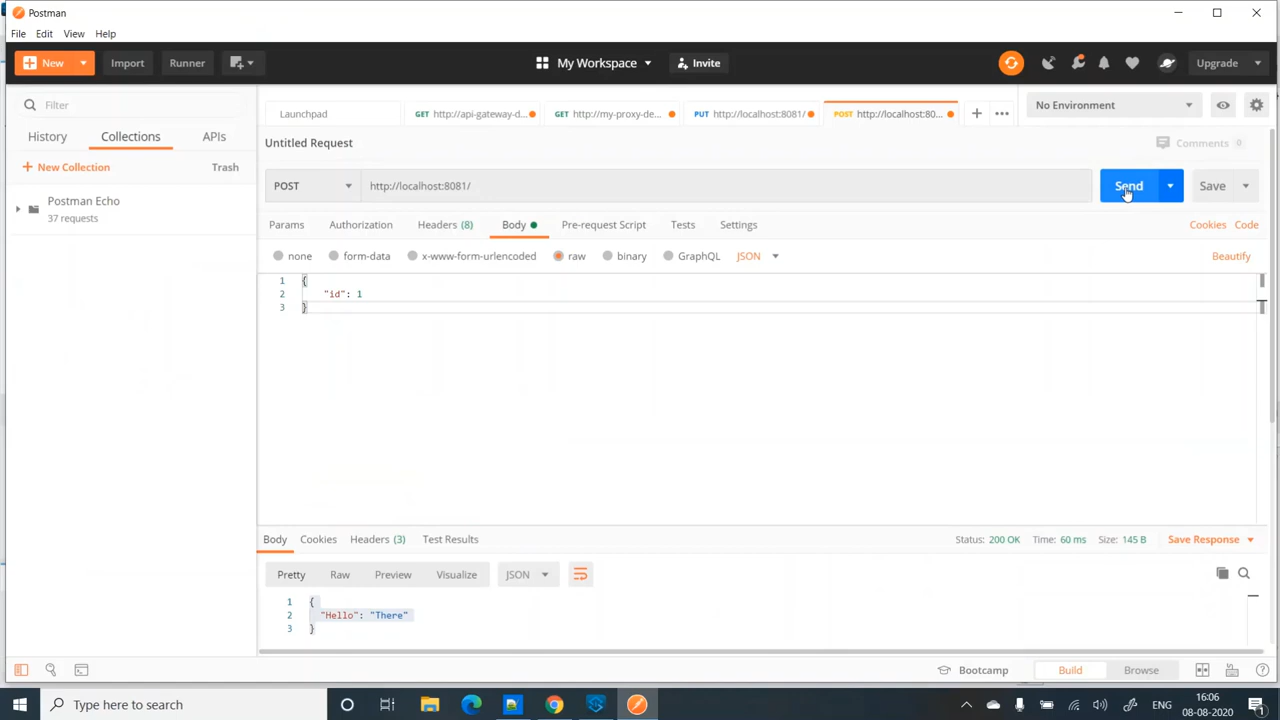 Postman
File Edit View Help
New Import Runner My Workspace Invite Upgrade
Filter
History Collections APIs
New Collection Trash
Postman Echo
37 requests
Launchpad GET http://api-gateway-d... GET http://my-proxy-de... PUT http://localhost:8081/ POST http://localhost:80... No Environment
Untitled Request Comments 0
POST http://localhost:8081/ Send Save
Params Authorization Headers (8) Body Pre-request Script Tests Settings Cookies Code
none form-data x-www-form-urlencoded raw binary GraphQL JSON Beautify
1 {
2 "id": 1
3 }
Body Cookies Headers (3) Test Results Status: 200 OK Time: 60 ms Size: 145 B Save Response
Pretty Raw Preview Visualize JSON
1 {
2 "Hello": "There"
3 }
Bootcamp Build Browse
Type here to search ENG 16:06
08-08-2020 1